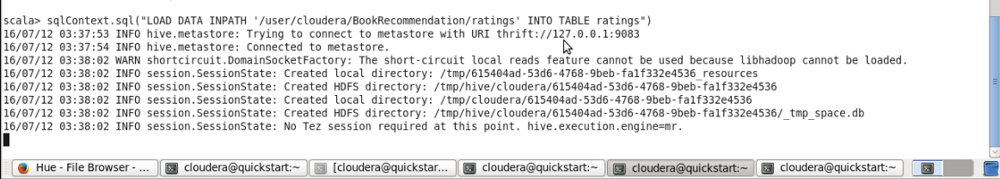 scala> sqlContext.sql("LOAD DATA INPATH '/user/cloudera/BookRecommendation/ratings' INTO TABLE ratings")
16/07/12 03:37:53 INFO hive.metastore: Trying to connect to metastore with URI thrift://127.0.0.1:9083
16/07/12 03:37:54 INFO hive.metastore: Connected to metastore.
16/07/12 03:38:02 WARN shortcircuit.DomainSocketFactory: The short-circuit local reads feature cannot be used because libhadoop cannot be loaded.
16/07/12 03:38:02 INFO session.SessionState: Created local directory: /tmp/615404ad-53d6-4768-9beb-fa1f332e4536_resources
16/07/12 03:38:02 INFO session.SessionState: Created HDFS directory: /tmp/hive/cloudera/615404ad-53d6-4768-9beb-fa1f332e4536
16/07/12 03:38:02 INFO session.SessionState: Created local directory: /tmp/cloudera/615404ad-53d6-4768-9beb-fa1f332e4536
16/07/12 03:38:02 INFO session.SessionState: Created HDFS directory: /tmp/hive/cloudera/615404ad-53d6-4768-9beb-fa1f332e4536/_tmp_space.db
16/07/12 03:38:02 INFO session.SessionState: No Tez session required at this point. hive.execution.engine=mr.
Hue - File Browser - ... cloudera@quickstart:~ [cloudera@quickstar... cloudera@quickstart:~ cloudera@quickstart:~ cloudera@quickstart:~